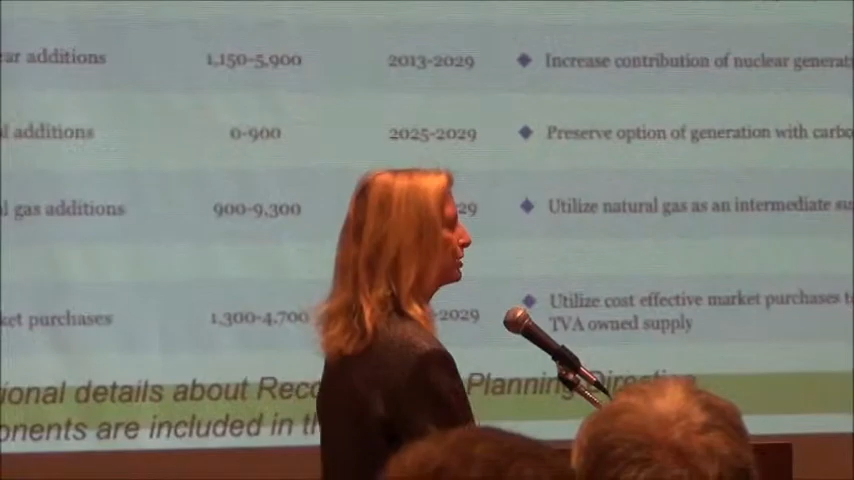 ar additions 1,150-5,900 2013-2029 Increase contribution of nuclear generat
l additions 0-900 2025-2029 Preserve option of generation with carbo
l gas additions 900-9,300 29 Utilize natural gas as an intermediate su
ket purchases 1,300-4,700 -2029 Utilize cost effective market purchases t
TVA owned supply
ional details about Reco Planning Direction
onents are included in t